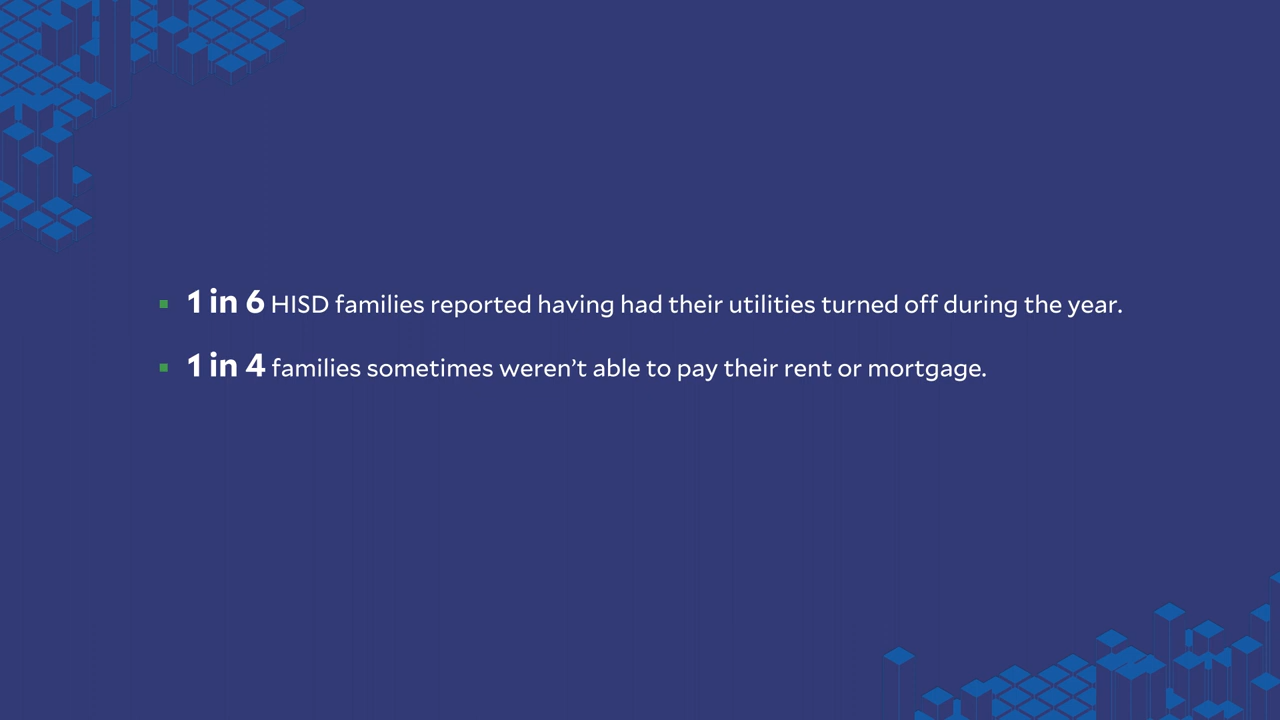 1 in 6 HISD families reported having had their utilities turned off during the year.
1 in 4 families sometimes weren’t able to pay their rent or mortgage.